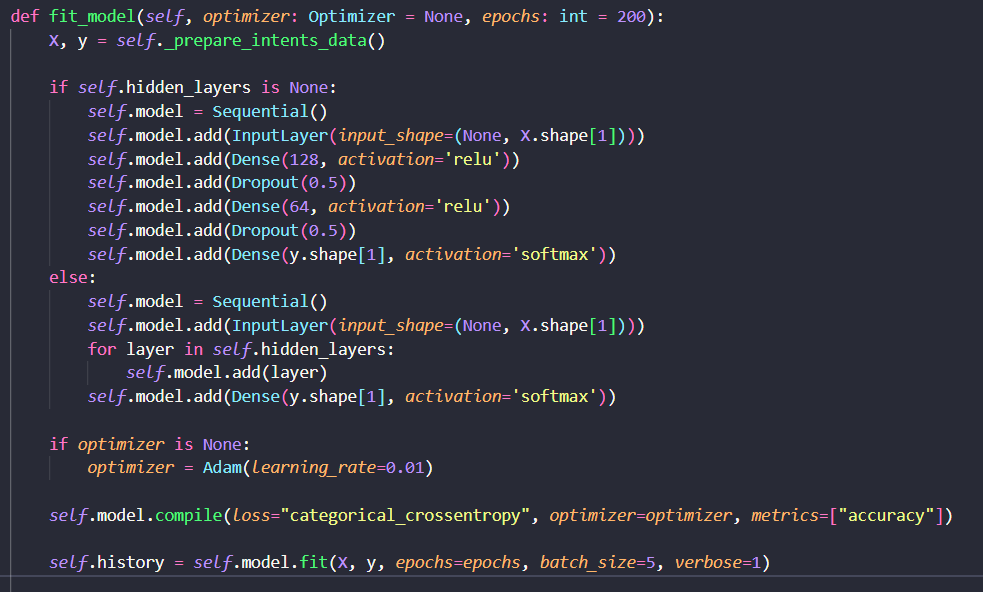 def fit_model(self, optimizer: Optimizer = None, epochs: int = 200):
    X, y = self._prepare_intents_data()

    if self.hidden_layers is None:
        self.model = Sequential()
        self.model.add(InputLayer(input_shape=(None, X.shape[1])))
        self.model.add(Dense(128, activation='relu'))
        self.model.add(Dropout(0.5))
        self.model.add(Dense(64, activation='relu'))
        self.model.add(Dropout(0.5))
        self.model.add(Dense(y.shape[1], activation='softmax'))
    else:
        self.model = Sequential()
        self.model.add(InputLayer(input_shape=(None, X.shape[1])))
        for layer in self.hidden_layers:
            self.model.add(layer)
        self.model.add(Dense(y.shape[1], activation='softmax'))

    if optimizer is None:
        optimizer = Adam(learning_rate=0.01)

    self.model.compile(loss="categorical_crossentropy", optimizer=optimizer, metrics=["accuracy"])

    self.history = self.model.fit(X, y, epochs=epochs, batch_size=5, verbose=1)